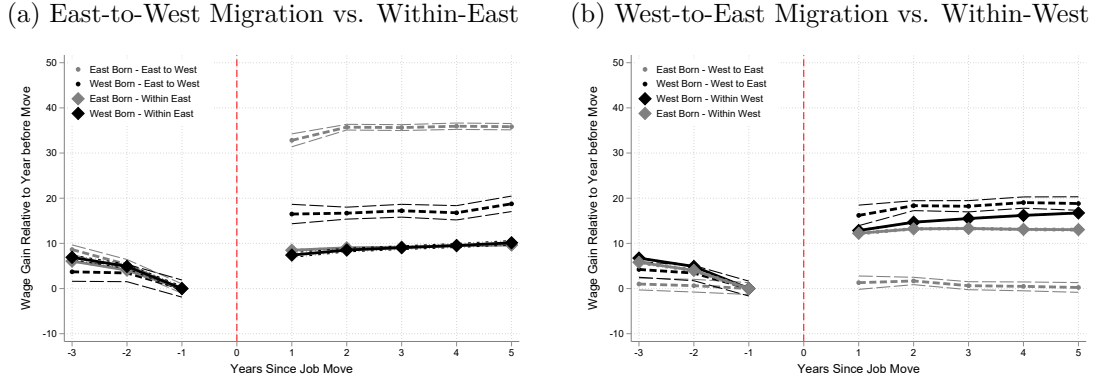 (a) East-to-West Migration vs. Within-East
Wage Gain Relative to Year before Move
50
40
30
20
10
0
-10
East Born - East to West
West Born - East to West
East Born - Within East
West Born - Within East
-3 -2 -1 0 1 2 3 4 5
Years Since Job Move
(b) West-to-East Migration vs. Within-West
Wage Gain Relative to Year before Move
50
40
30
20
10
0
-10
East Born - West to East
West Born - West to East
West Born - Within West
East Born - Within West
-3 -2 -1 0 1 2 3 4 5
Years Since Job Move